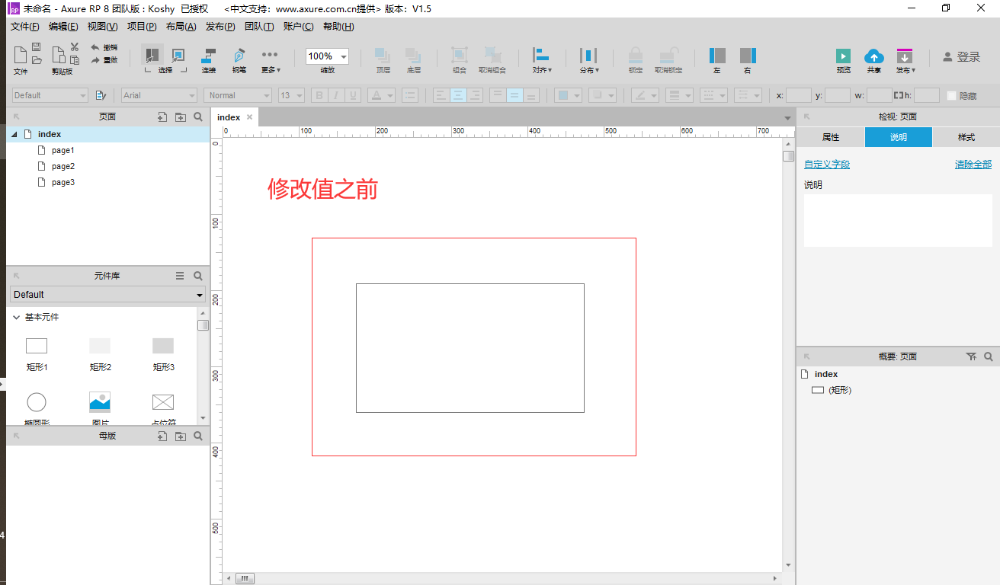 未命名 - Axure RP 8 团队版 : Koshy 已授权 <中文支持：www.axure.com.cn提供> 版本：V1.5
文件(F) 编辑(E) 视图(V) 项目(P) 布局(A) 发布(P) 团队(T) 账户(C) 帮助(H)
撤销
重做
文件 剪贴板 选择 连接 钢笔 更多▾ 100% 缩放 顶层 底层 组合 取消组合 对齐▾ 分布▾ 锁定 取消锁定 左 右 预览 共享 发布▾ 登录
Default Arial Normal 13 B I U A x: y: w: h: 隐藏
页面
index
page1
page2
page3
元件库
Default
基本元件
矩形1 矩形2 矩形3
椭圆形 图片 占位符
母版
4
index
0 100 200 300 400 500 600 700
0
100
200
300
400
500
修改值之前
检视: 页面
属性 说明 样式
自定义字段 清除全部
说明
概要: 页面
index
(矩形)